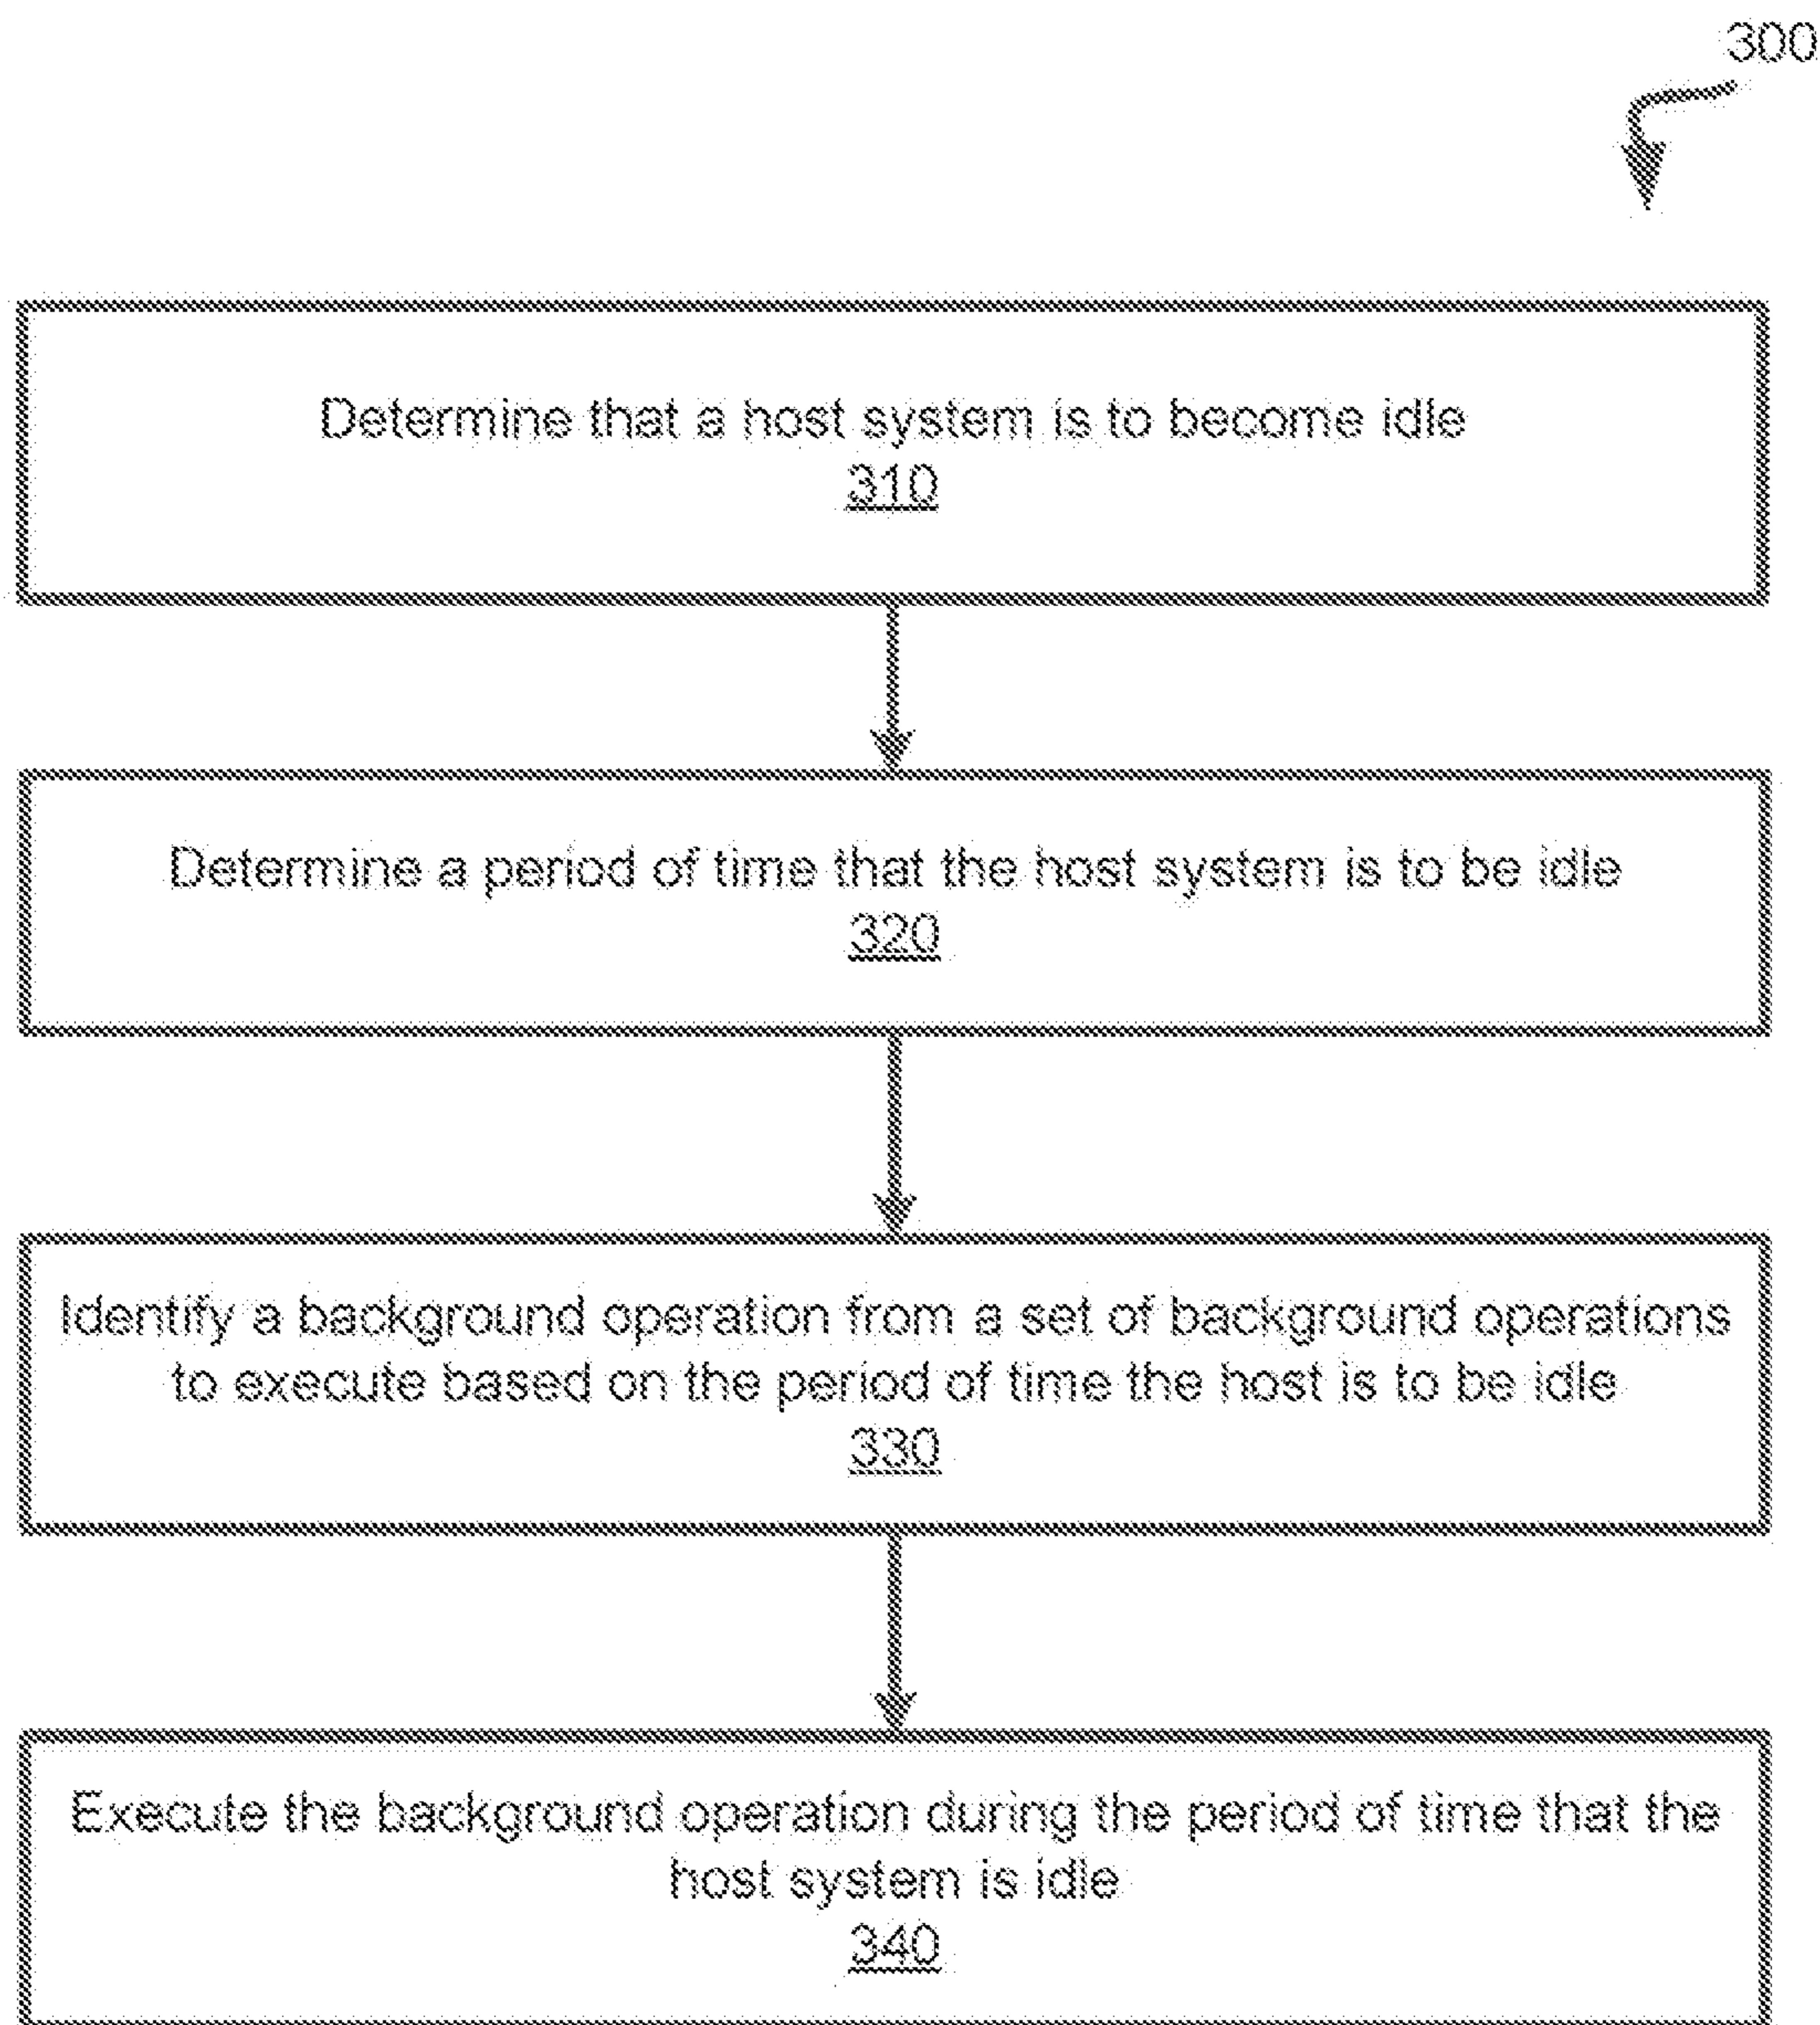 300
Determine that a host system is to become idle
310
Determine a period of time that the host system is to be idle
320
Identify a background operation from a set of background operations
to execute based on the period of time the host is to be idle
330
Execute the background operation during the period of time that the
host system is idle
340